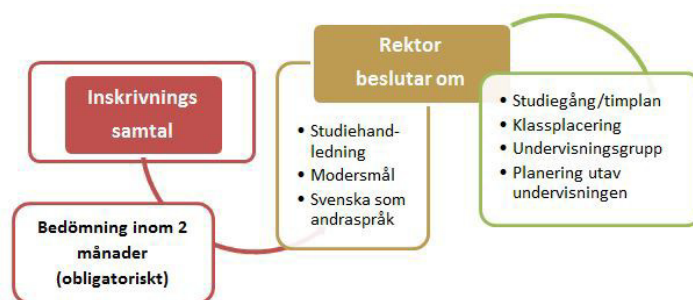 Inskrivnings
samtal
Bedömning inom 2
månader
(obligatoriskt)
Rektor
beslutar om
• Studiehand-
ledning
• Modersmål
• Svenska som
andraspråk
• Studiegång/timplan
• Klassplacering
• Undervisningsgrupp
• Planering utav
undervisningen